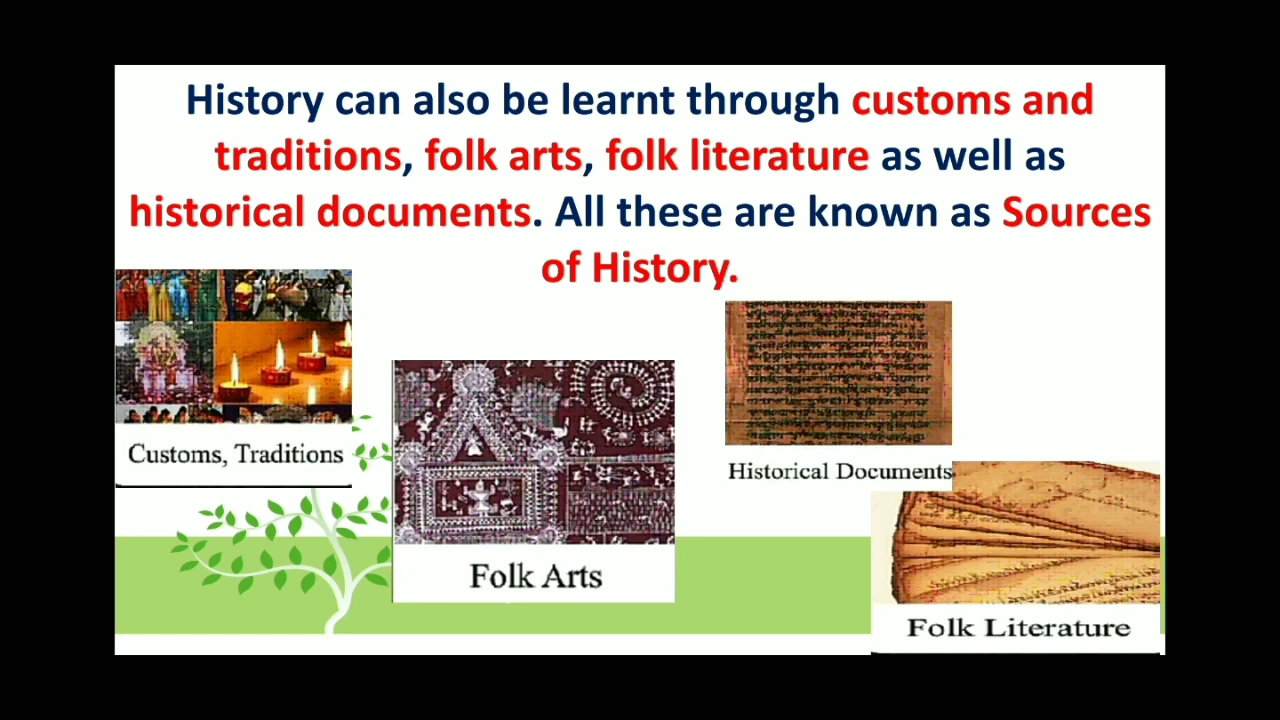 History can also be learnt through customs and
traditions, folk arts, folk literature as well as
historical documents. All these are known as Sources
of History.
Customs, Traditions
Folk Arts
Historical Documents
Folk Literature